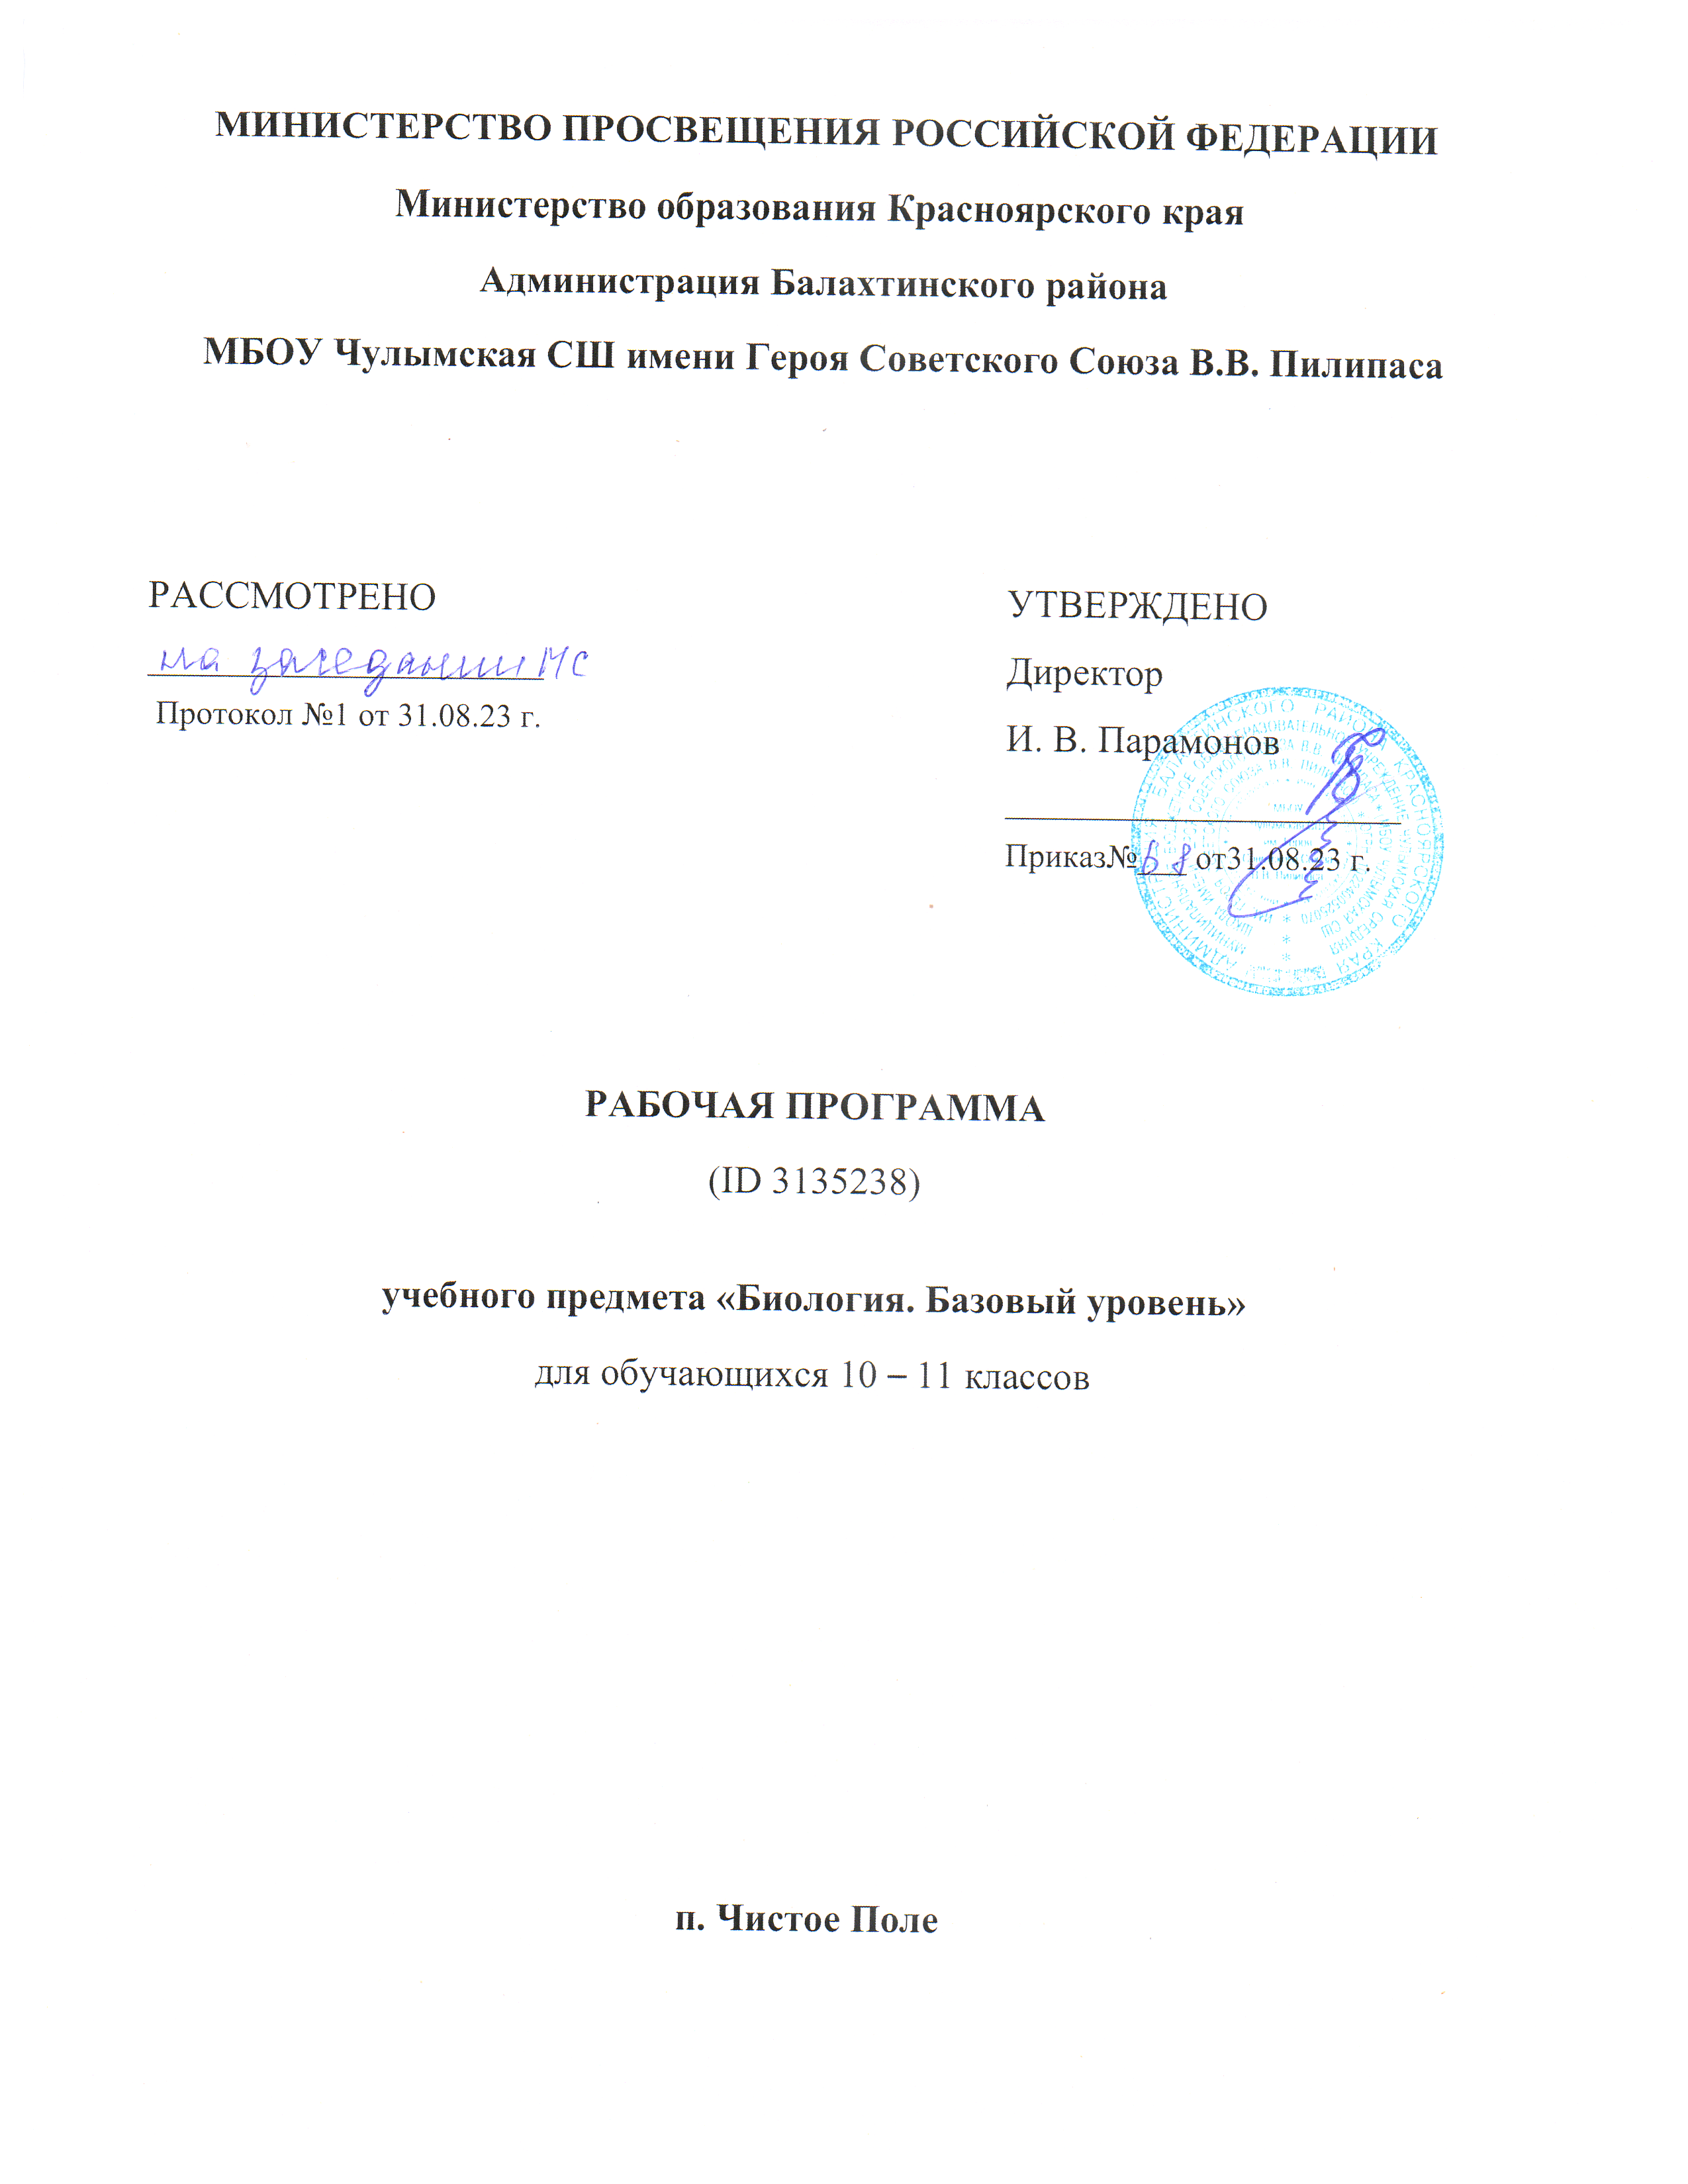 МИНИСТЕРСТВО ПРОСВЕЩЕНИЯ РОССИЙСКОЙ ФЕДЕРАЦИИ
Министерство образования Красноярского края
Администрация Балахтинского района
МБОУ Чулымская СШ имени Героя Советского Союза В.В. Пилипаса
РАССМОТРЕНО
на заседании МС
Протокол №1 от 31.08.23 г.
УТВЕРЖДЕНО
Директор
И. В. Парамонов
Приказ№ от31.08.23 г.
РАБОЧАЯ ПРОГРАММА
(ID 3135238)
учебного предмета «Биология. Базовый уровень»
для обучающихся 10 – 11 классов
п. Чистое Поле